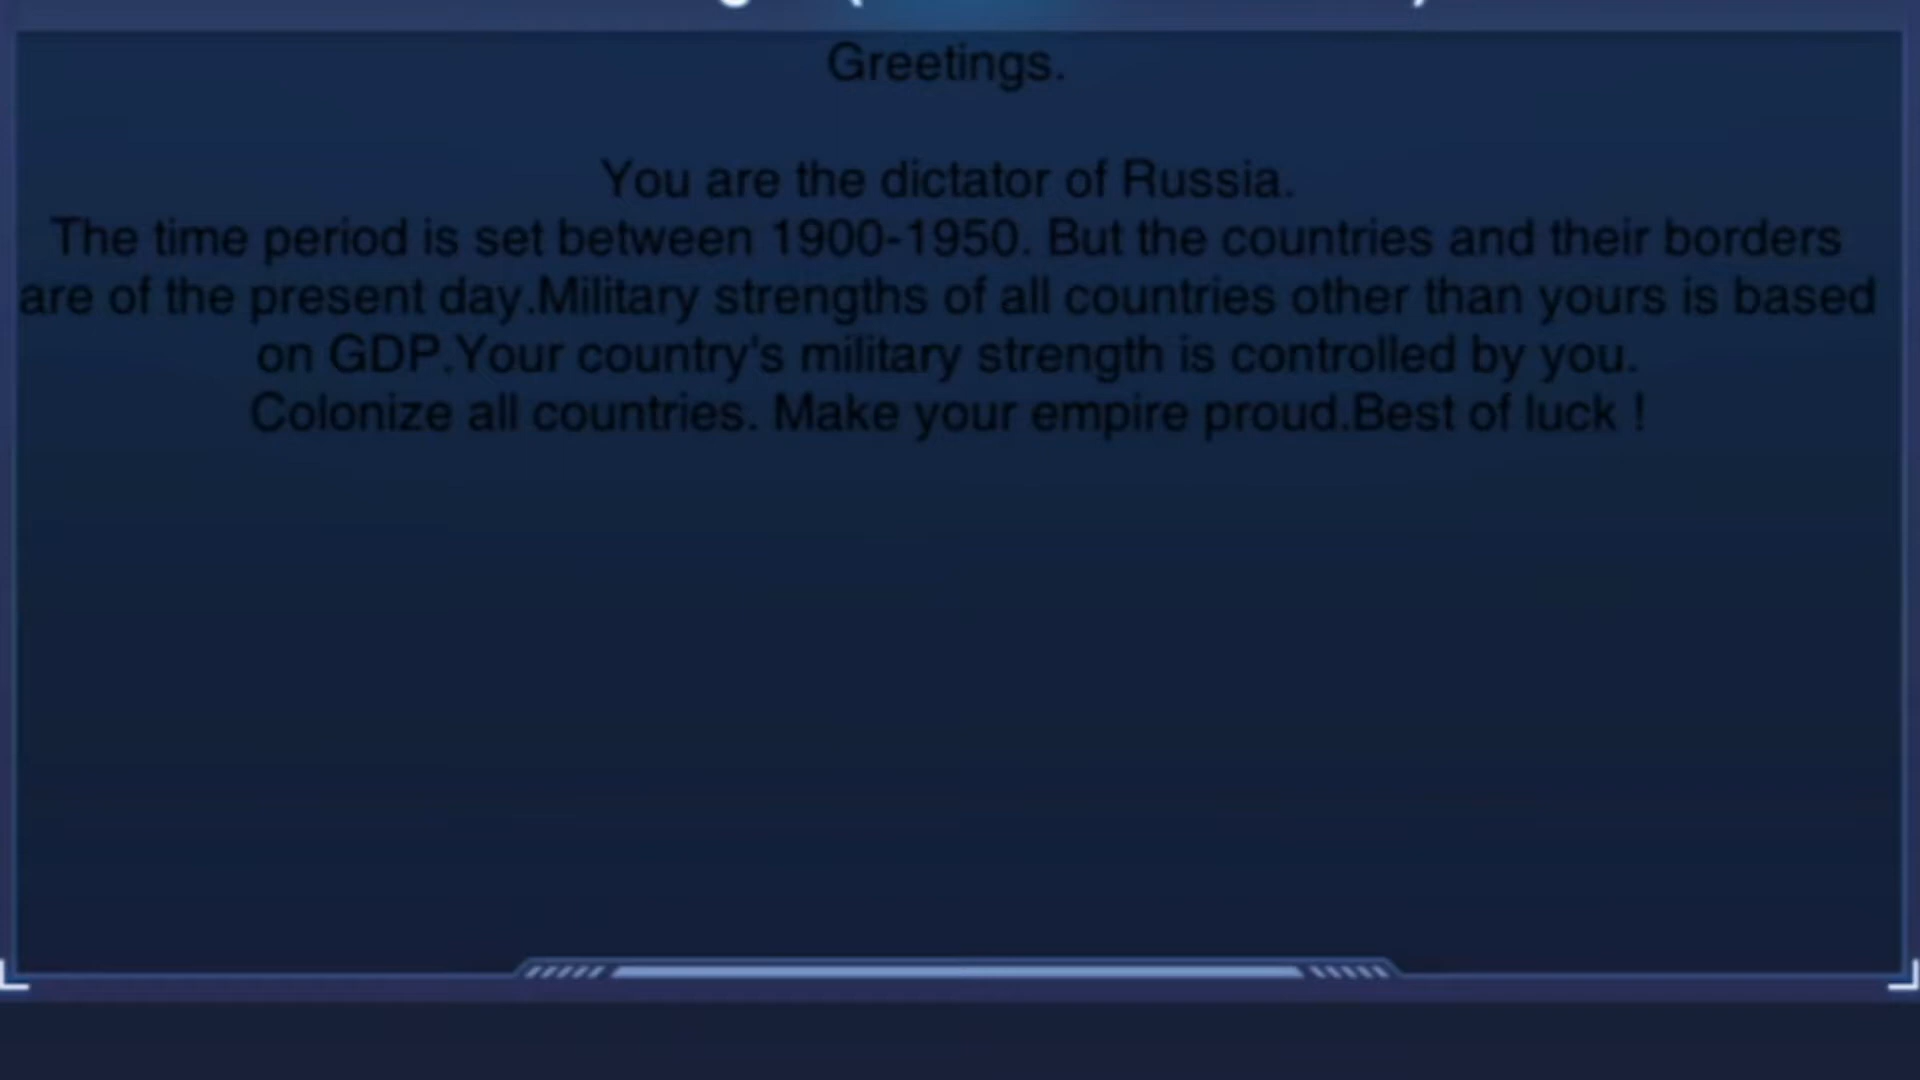 Greetings.
You are the dictator of Russia.
The time period is set between 1900-1950. But the countries and their borders
are of the present day.Military strengths of all countries other than yours is based
on GDP.Your country's military strength is controlled by you.
Colonize all countries. Make your empire proud.Best of luck !